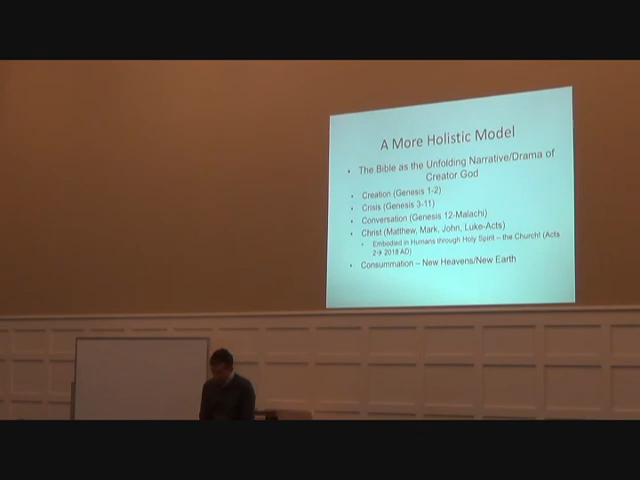 A More Holistic Model
• The Bible as the Unfolding Narrative/Drama of
Creator God
• Creation (Genesis 1-2)
• Crisis (Genesis 3-11)
• Conversation (Genesis 12-Malachi)
• Christ (Matthew, Mark, John, Luke-Acts)
• Embodied in Humans through Holy Spirit – the Church! (Acts
2→ 2018 AD)
• Consummation – New Heavens/New Earth